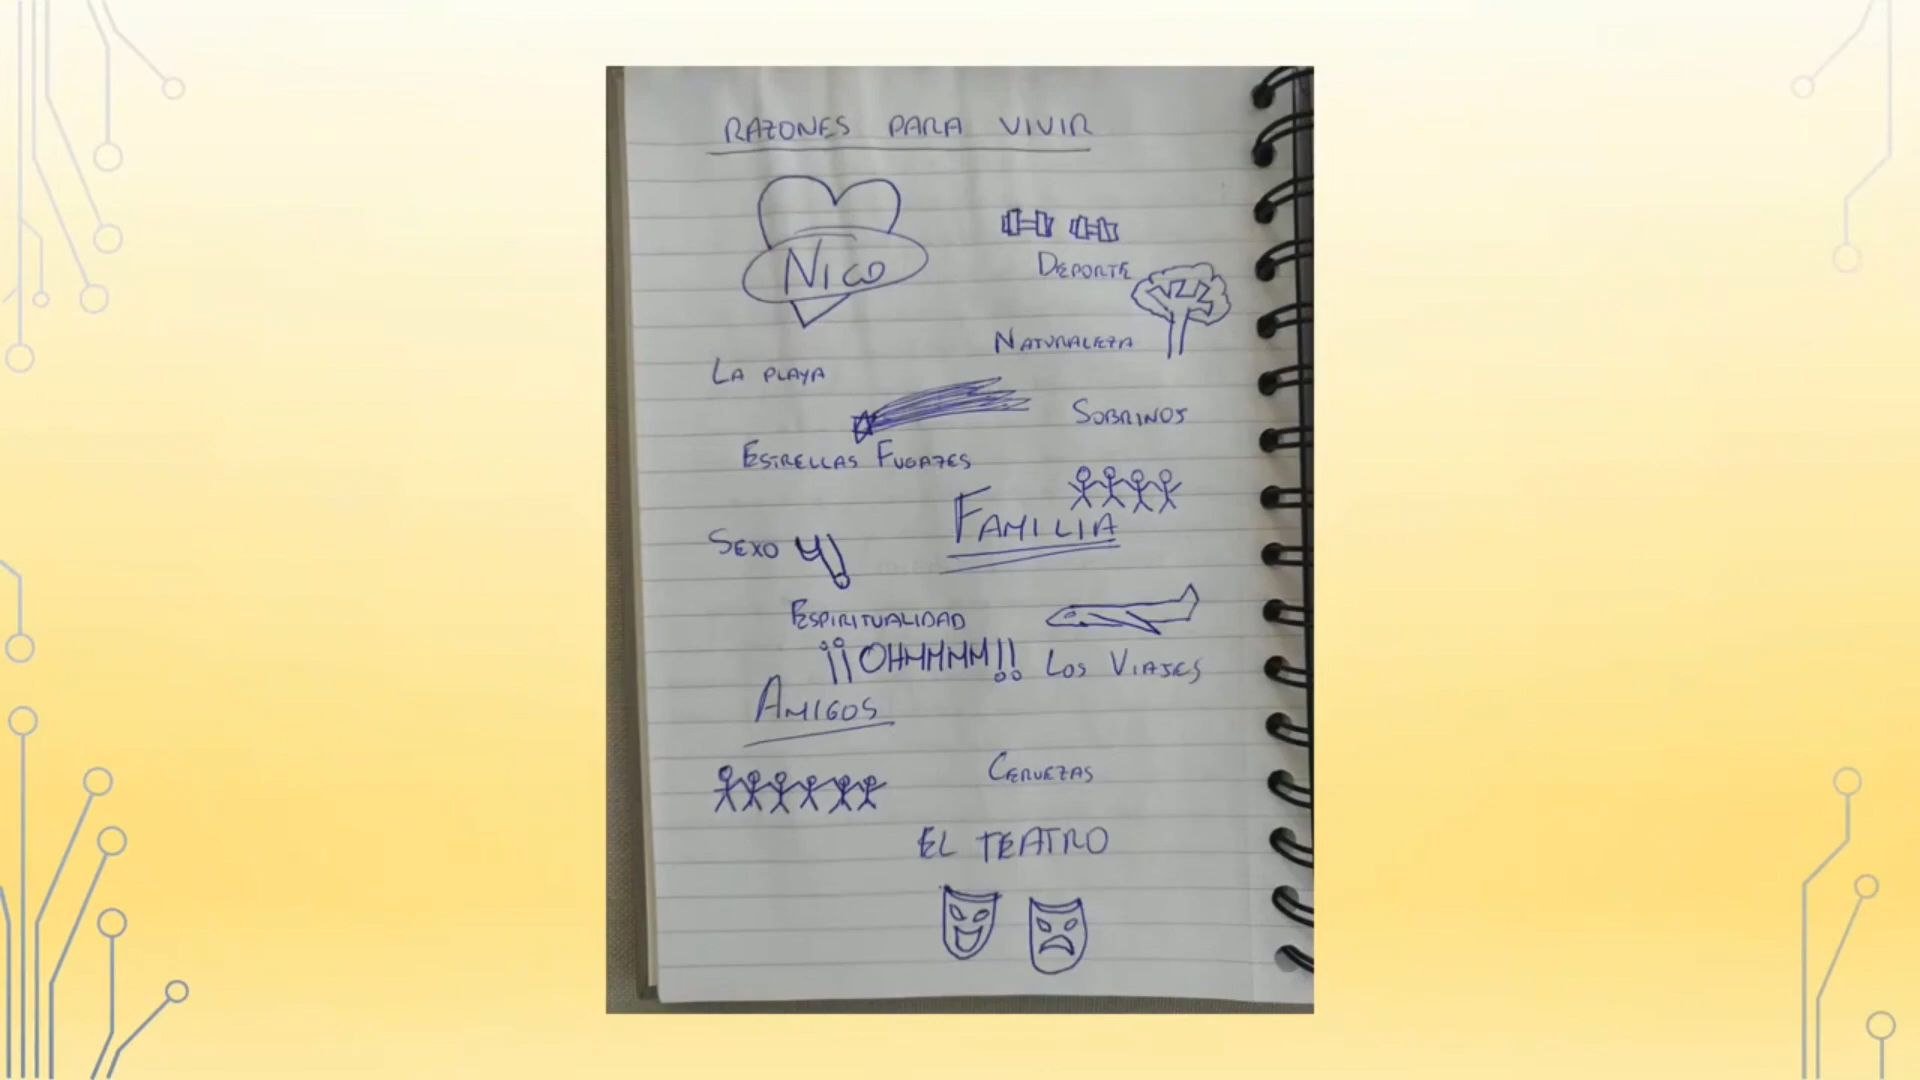 RAZONES PARA VIVIR
NICO
DEPORTE
NATURALEZA
LA PLAYA
SOBRINOS
ESTRELLAS FUGAZES
FAMILIA
SEXO
ESPIRITUALIDAD
¡¡OHMMMM!!
LOS VIAJES
AMIGOS
CERVEZAS
EL TEATRO